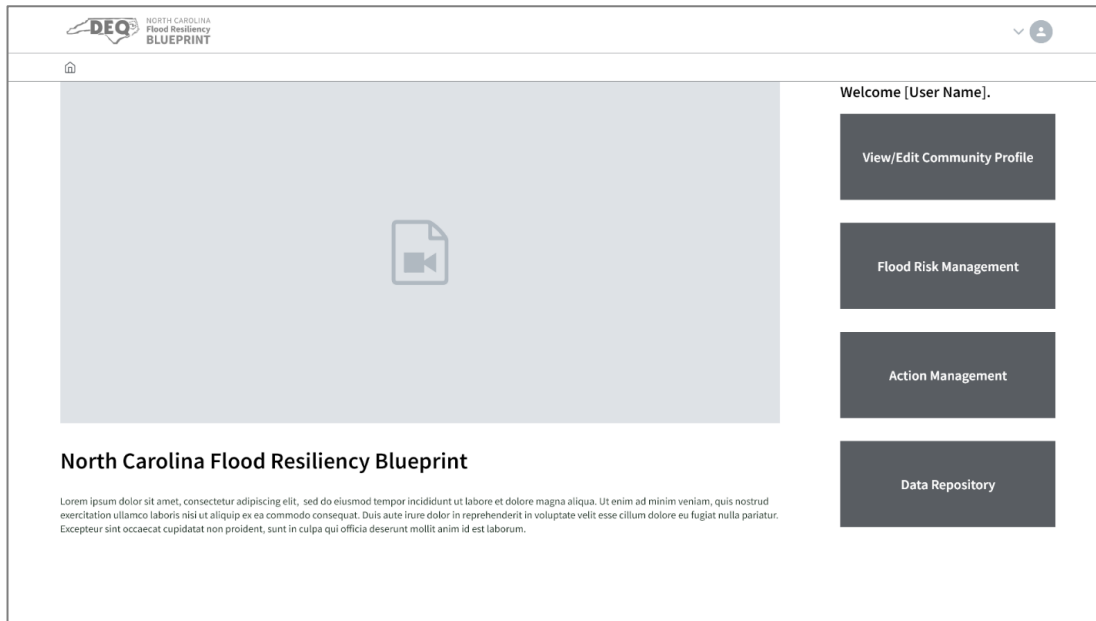 DEQ
NORTH CAROLINA
Flood Resiliency
BLUEPRINT
Welcome [User Name].
View/Edit Community Profile
Flood Risk Management
Action Management
Data Repository
North Carolina Flood Resiliency Blueprint
Lorem ipsum dolor sit amet, consectetur adipiscing elit, sed do eiusmod tempor incididunt ut labore et dolore magna aliqua. Ut enim ad minim veniam, quis nostrud
exercitation ullamco laboris nisi ut aliquip ex ea commodo consequat. Duis aute irure dolor in reprehenderit in voluptate velit esse cillum dolore eu fugiat nulla pariatur.
Excepteur sint occaecat cupidatat non proident, sunt in culpa qui officia deserunt mollit anim id est laborum.